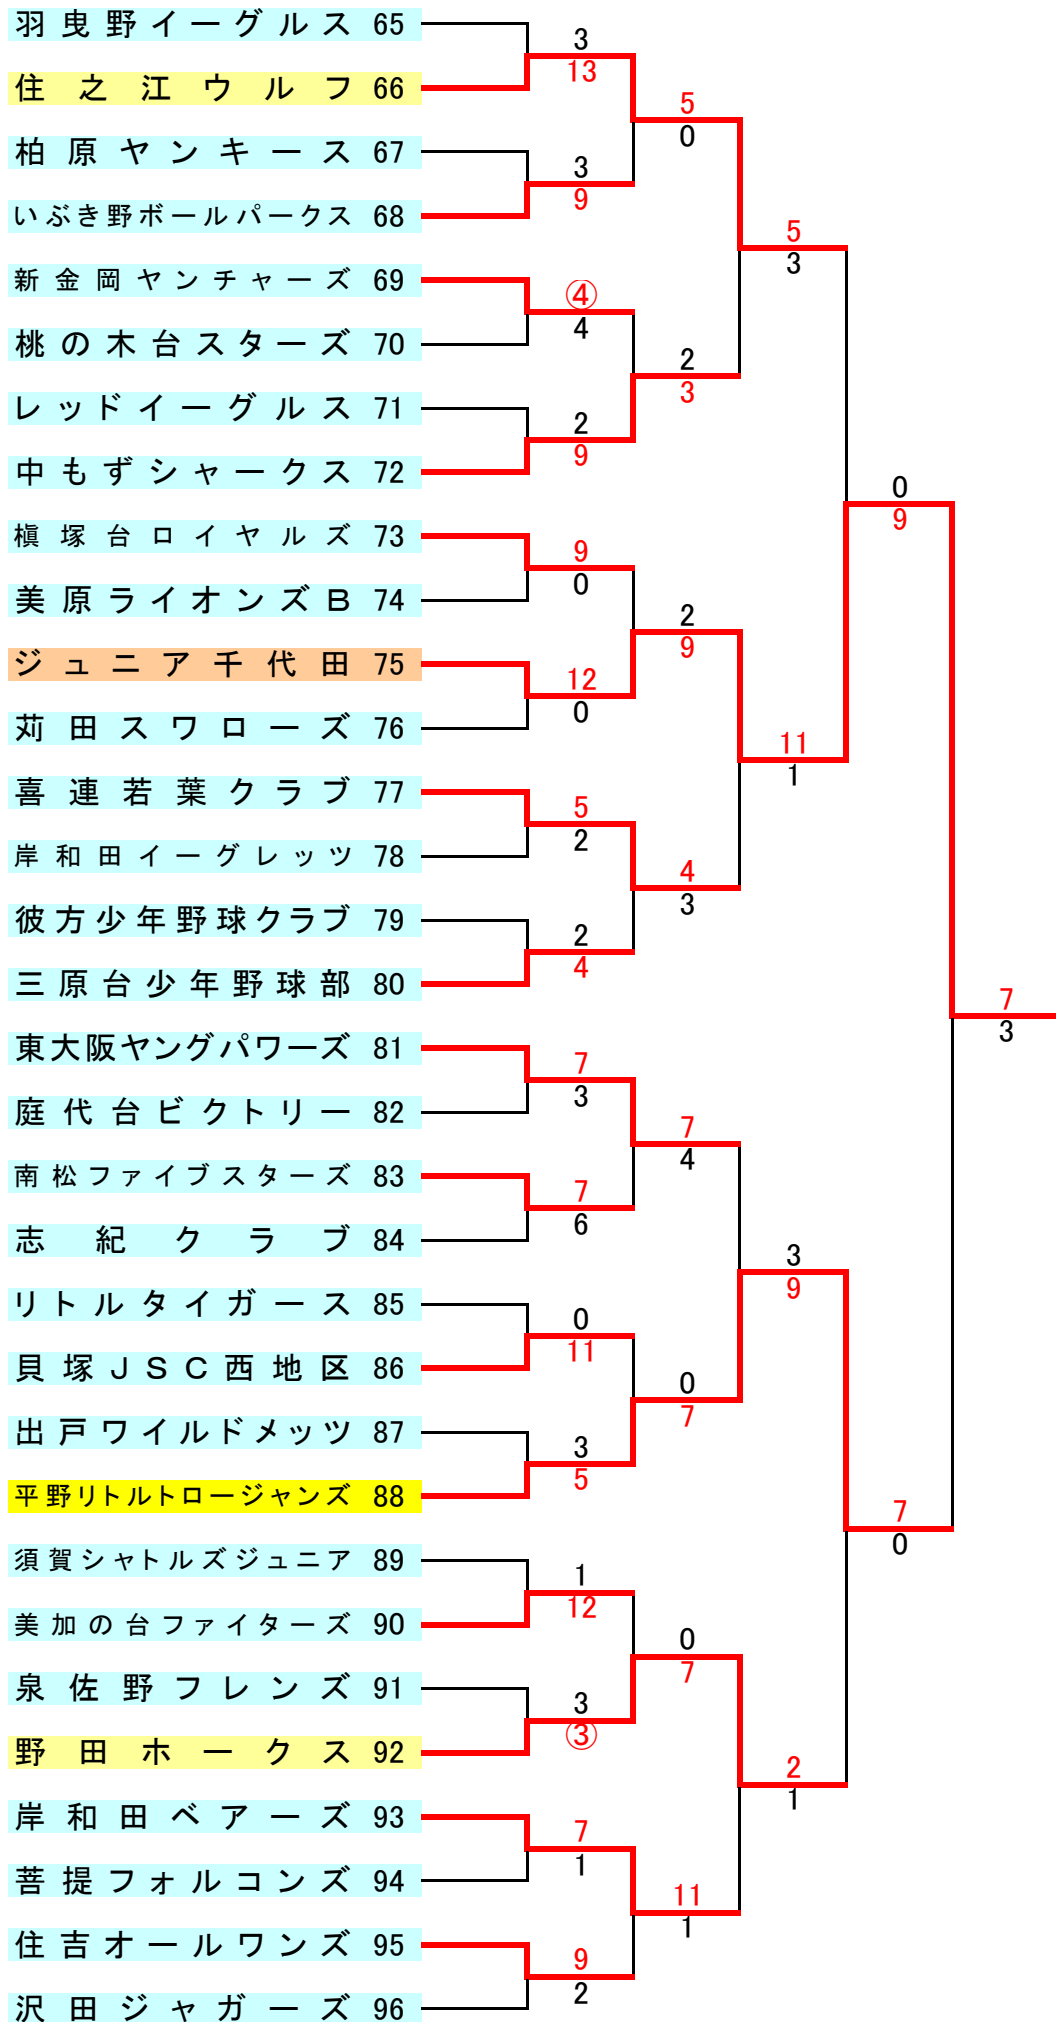 羽曳野イーグルス 65
3
住之江ウルフ 66
13
5
0
柏原ヤンキース 67
3
いぶき野ボールパークス 68
9
5
3
新金岡ヤンチャーズ 69
④
桃の木台スターズ 70
4
2
3
レッドイーグルス 71
2
中もずシャークス 72
9
0
9
槇塚台ロイヤルズ 73
9
美原ライオンズB 74
0
2
9
ジュニア千代田 75
12
苅田スワローズ 76
0
11
1
喜連若葉クラブ 77
5
岸和田イーグレッツ 78
2
4
3
彼方少年野球クラブ 79
2
三原台少年野球部 80
4
7
3
東大阪ヤングパワーズ 81
7
庭代台ビクトリー 82
3
7
4
南松ファイブスターズ 83
7
志紀クラブ 84
6
3
9
リトルタイガース 85
0
貝塚JSC西地区 86
11
0
7
出戸ワイルドメッツ 87
3
平野リトルトロージャンズ 88
5
7
0
須賀シャトルズジュニア 89
1
美加の台ファイターズ 90
12
0
7
泉佐野フレンズ 91
3
野田ホークス 92
③
2
1
岸和田ベアーズ 93
7
菩提フォルコンズ 94
1
11
1
住吉オールワンズ 95
9
沢田ジャガーズ 96
2